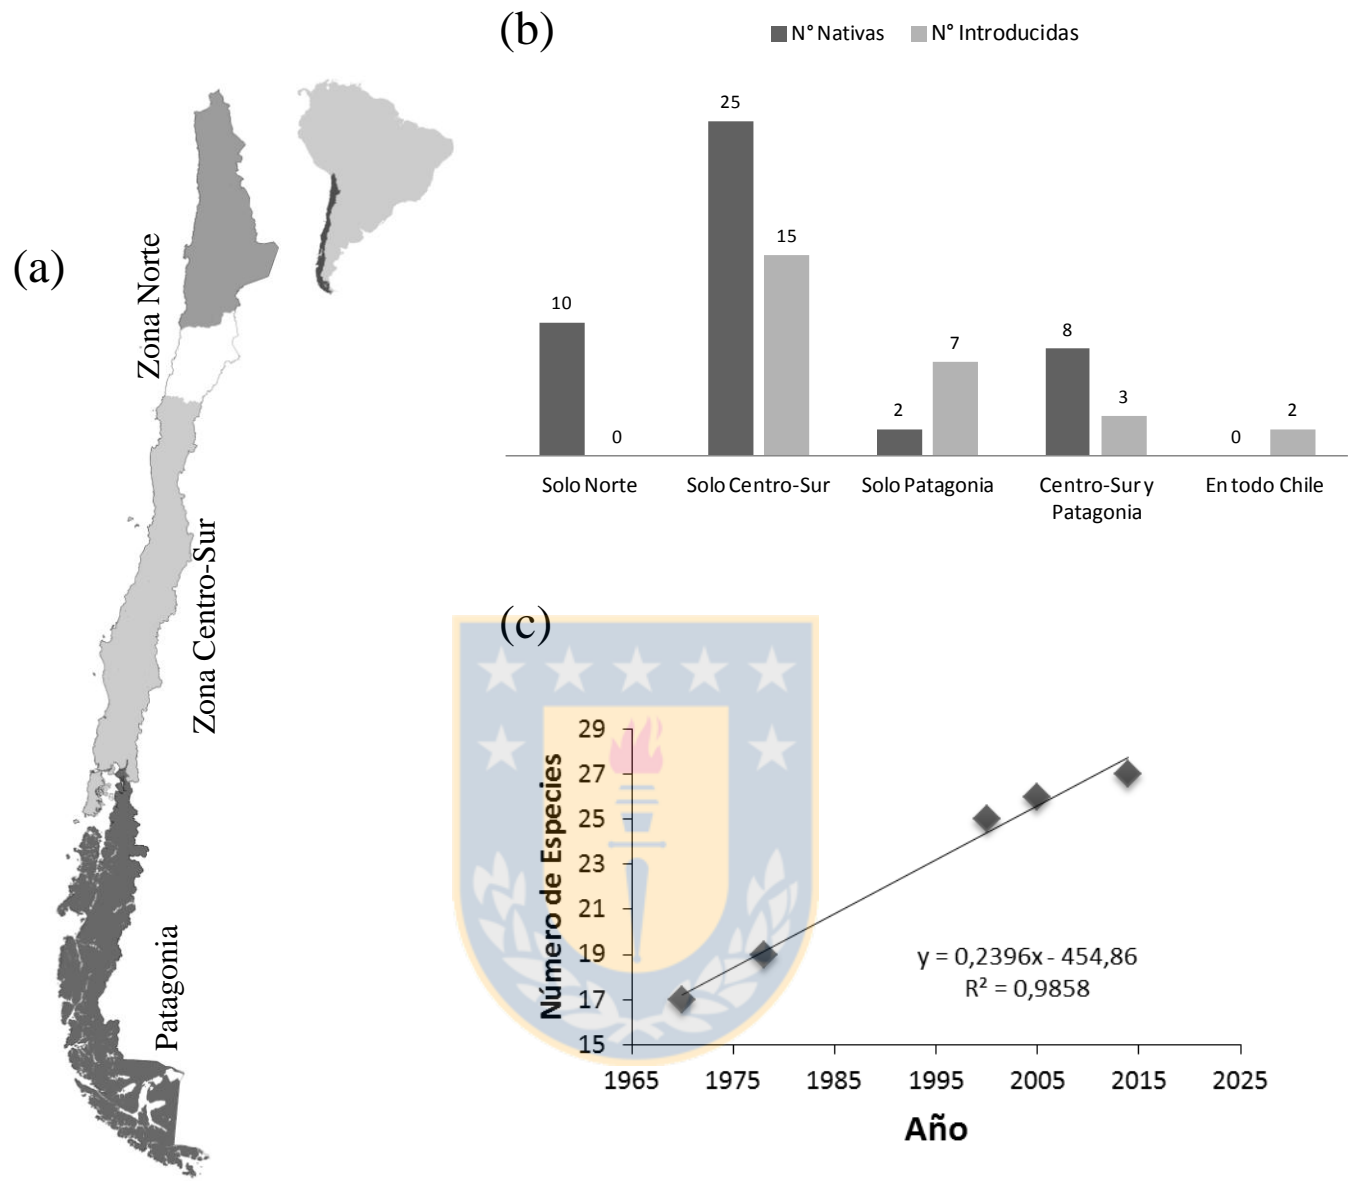 (a)
Zona Norte
Zona Centro-Sur
Patagonia
(b)
N° Nativas N° Introducidas
25
15
10
0
2
7
8
3
0
2
Solo Norte Solo Centro-Sur Solo Patagonia Centro-Sur y En todo Chile
Patagonia
(c)
Número de Especies
29
27
25
23
21
19
17
15
y = 0,2396x - 454,86
R² = 0,9858
1965 1975 1985 1995 2005 2015 2025
Año